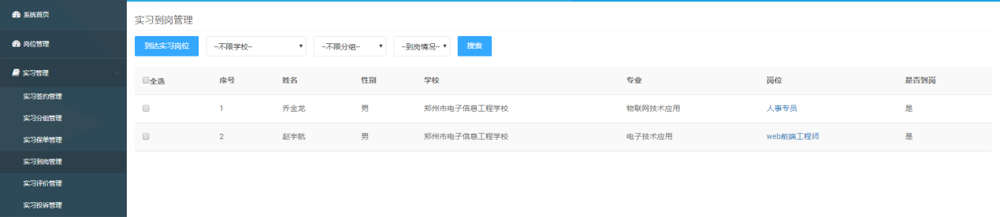 系统首页
岗位管理
实习管理
实习签约管理
实习分组管理
实习保单管理
实习到岗管理
实习评价管理
实习投诉管理
实习到岗管理
到达实习岗位 --不限学校-- --不限分组-- --到岗情况-- 搜索
全选 序号 姓名 性别 学校 专业 岗位 是否到岗
1 乔金龙 男 郑州市电子信息工程学校 物联网技术应用 人事专员 是
2 赵宇航 男 郑州市电子信息工程学校 电子技术应用 web前端工程师 是